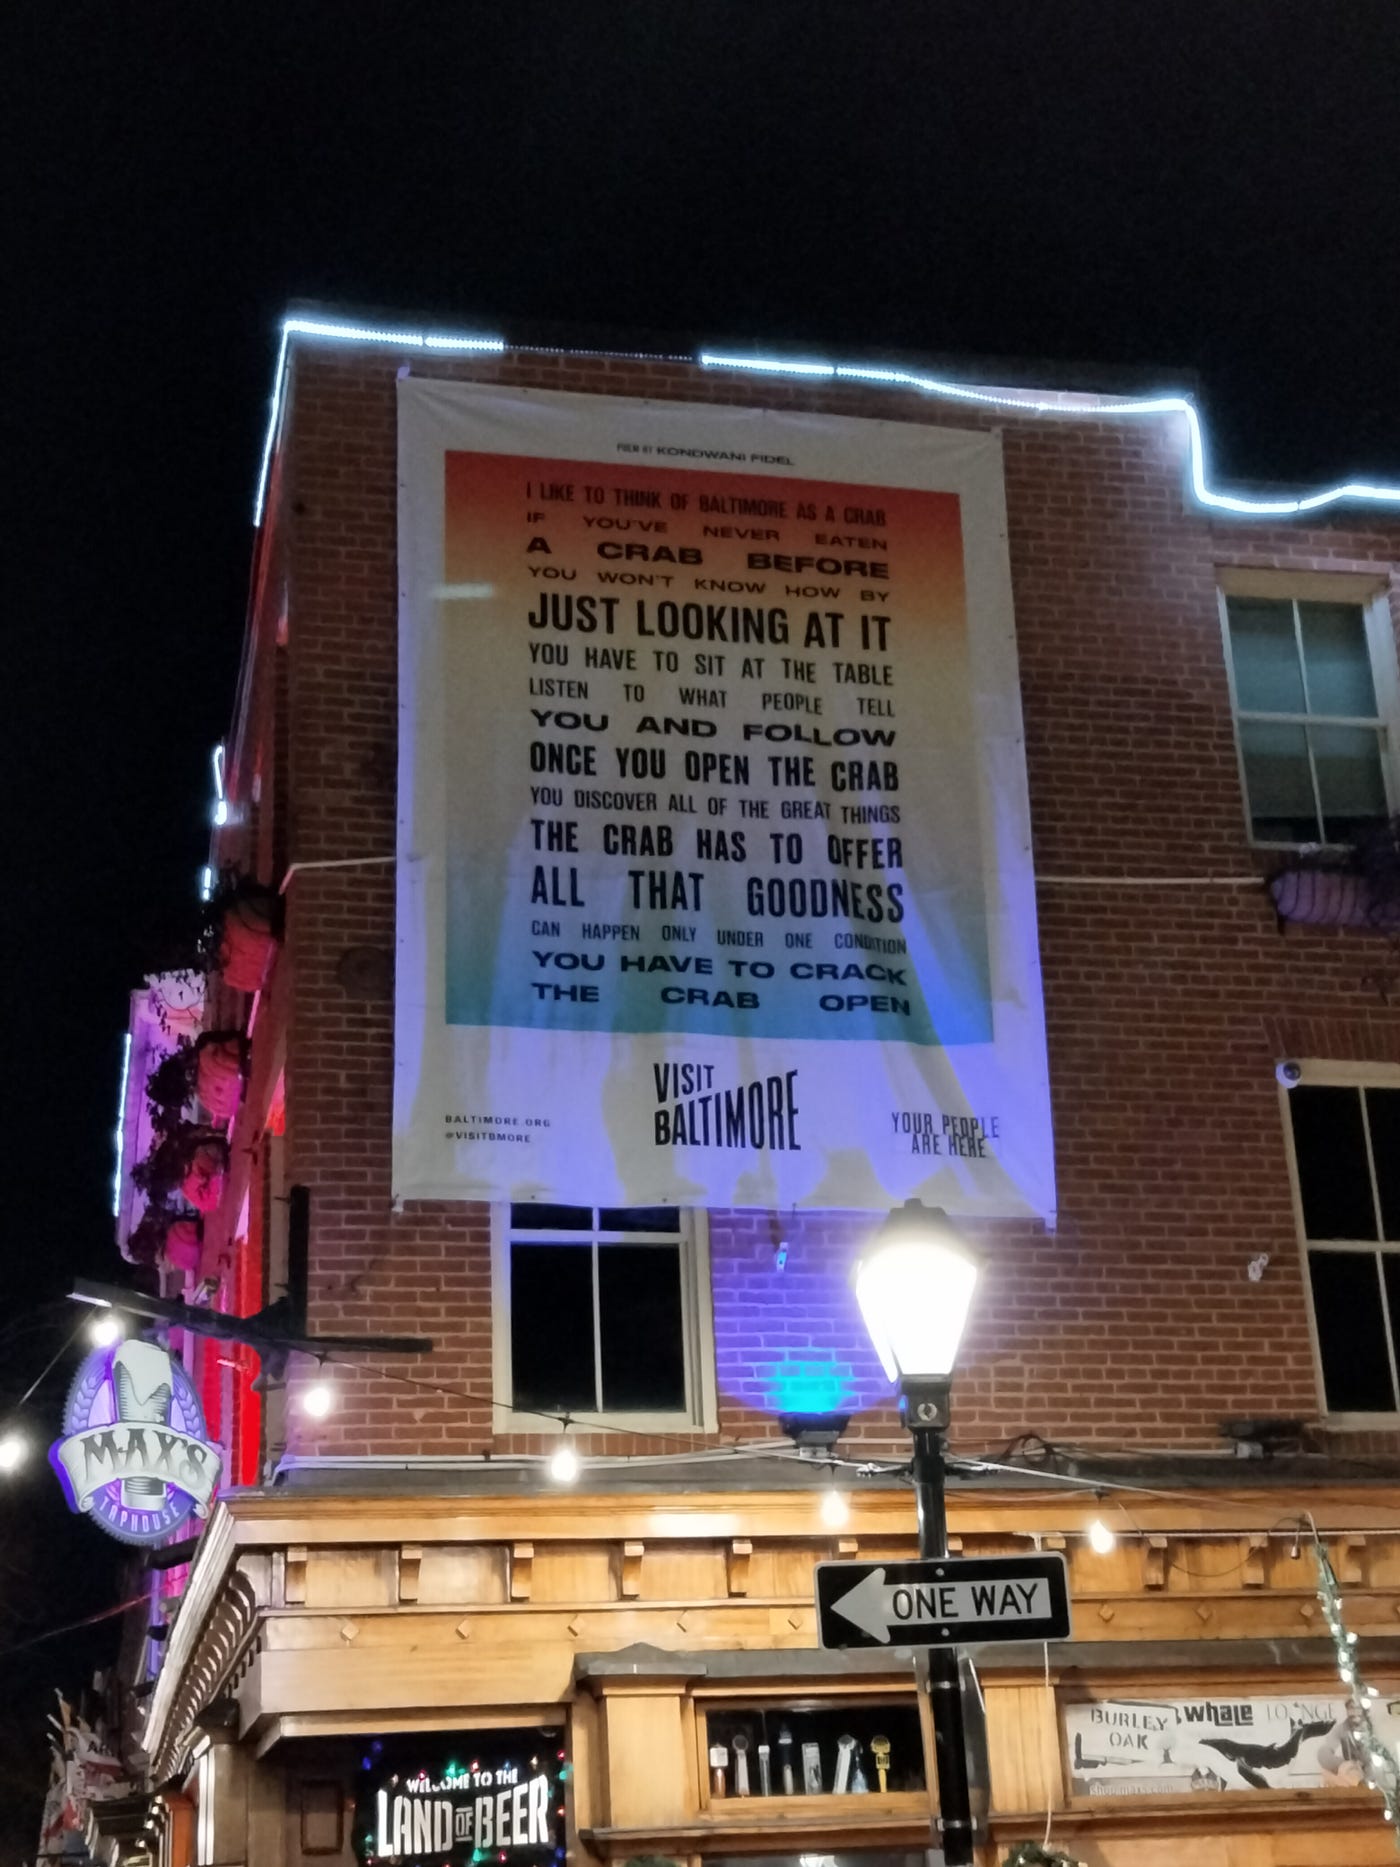 POEM BY KONDWANI FIDEL
I LIKE TO THINK OF BALTIMORE AS A CRAB
IF YOU'VE NEVER EATEN
A CRAB BEFORE
YOU WON'T KNOW HOW BY
JUST LOOKING AT IT
YOU HAVE TO SIT AT THE TABLE
LISTEN TO WHAT PEOPLE TELL
YOU AND FOLLOW
ONCE YOU OPEN THE CRAB
YOU DISCOVER ALL OF THE GREAT THINGS
THE CRAB HAS TO OFFER
ALL THAT GOODNESS
CAN HAPPEN ONLY UNDER ONE CONDITION
YOU HAVE TO CRACK
THE CRAB OPEN
BALTIMORE.ORG
@VISITBMORE
VISIT
BALTIMORE
YOUR PEOPLE
ARE HERE
MAX'S
TAPHOUSE
ONE WAY
WELCOME TO THE
LAND OF BEER
BURLEY
OAK
whale LOUNGE